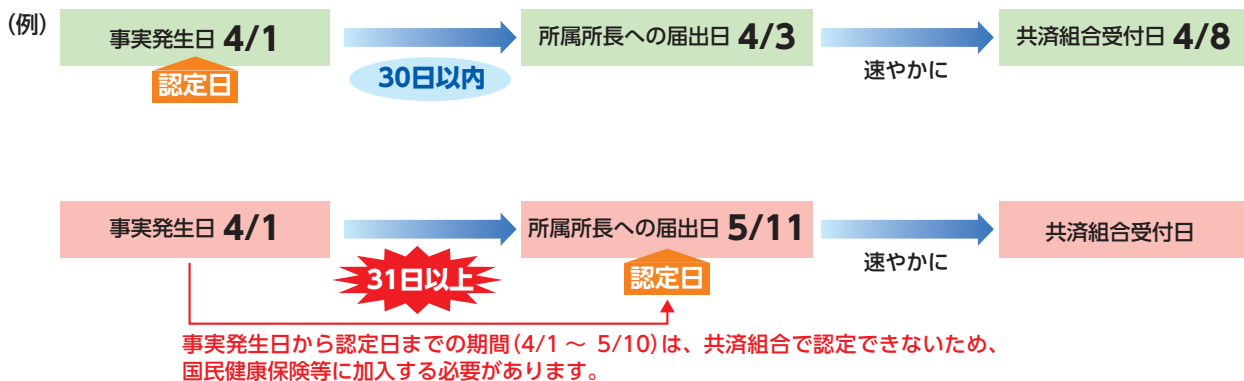 (例)
事実発生日 4/1
認定日
30日以内
所属所長への届出日 4/3
速やかに
共済組合受付日 4/8
事実発生日 4/1
31日以上
所属所長への届出日 5/11
認定日
速やかに
共済組合受付日
事実発生日から認定日までの期間(4/1 ～ 5/10)は、共済組合で認定できないため、
国民健康保険等に加入する必要があります。